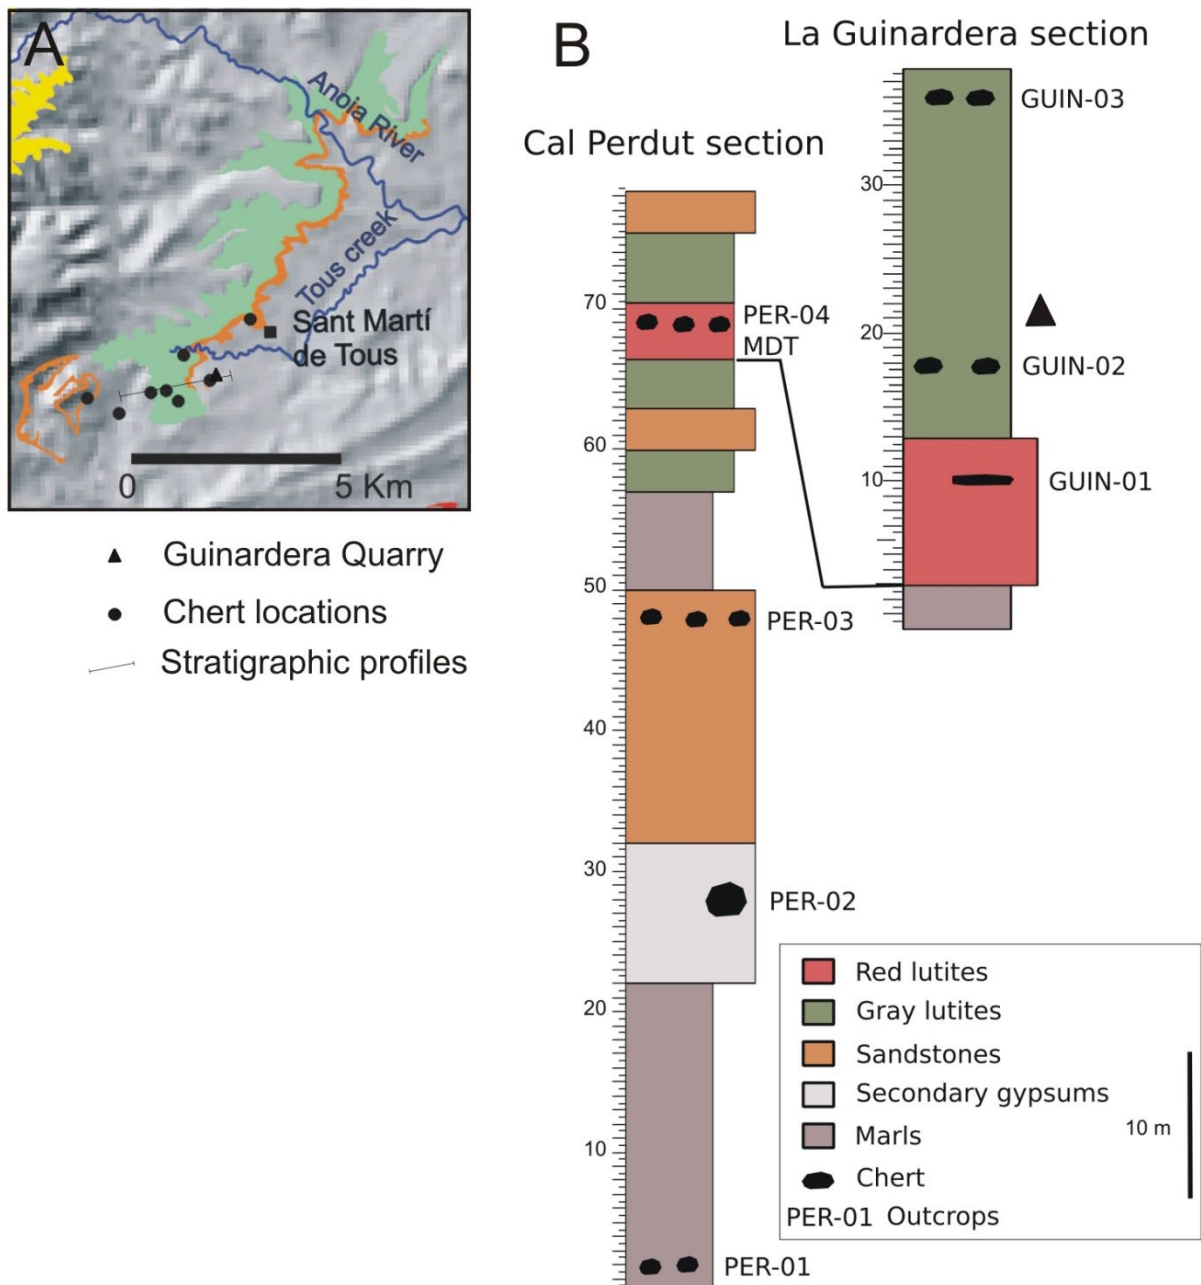 A
Anoia River
Tous creek
Sant Martí
de Tous
0 5 Km
Guinardera Quarry
Chert locations
Stratigraphic profiles
B
La Guinardera section
Cal Perdut section
GUIN-03
30
20
GUIN-02
10
GUIN-01
70
PER-04
MDT
60
50
PER-03
40
30
PER-02
20
10
PER-01
Red lutites
Gray lutites
Sandstones
Secondary gypsums
Marls
Chert
PER-01 Outcrops
10 m